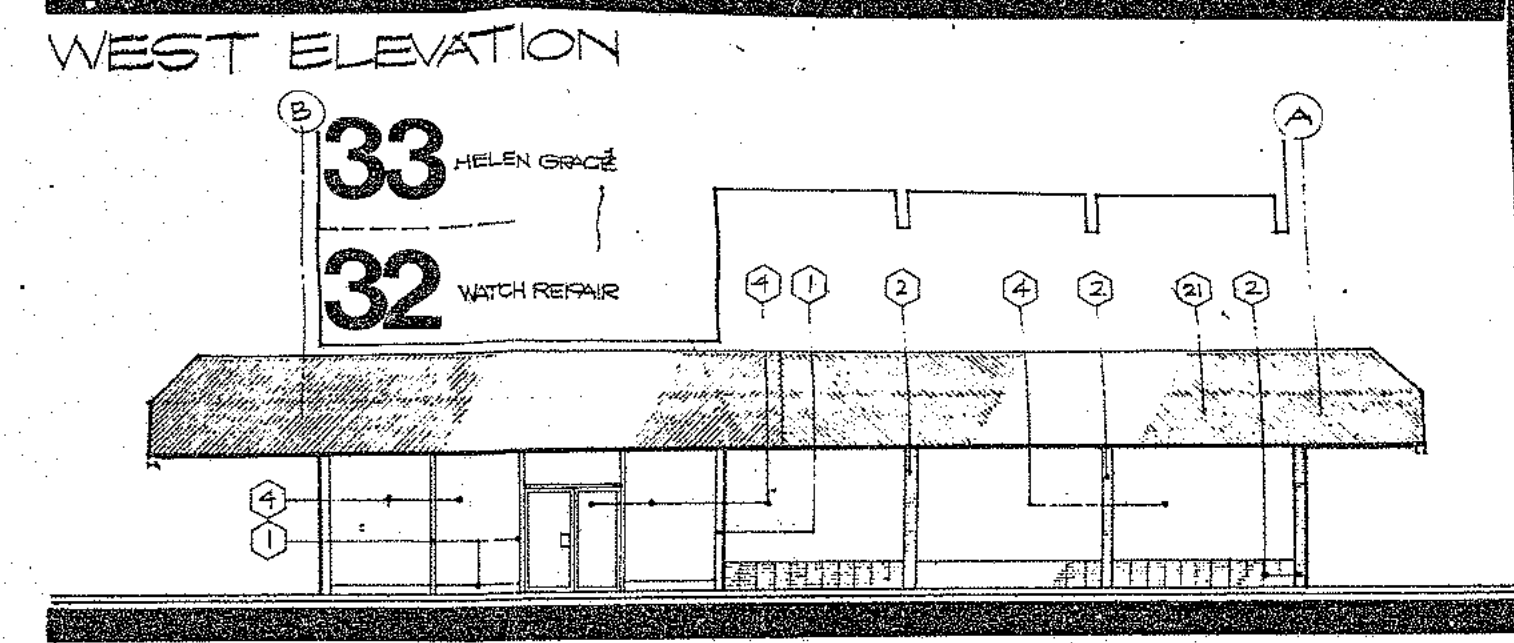 WEST ELEVATION
B
33 HELEN GRACE
A
32 WATCH REPAIR
4 1 2 4 2 21 2
4
1